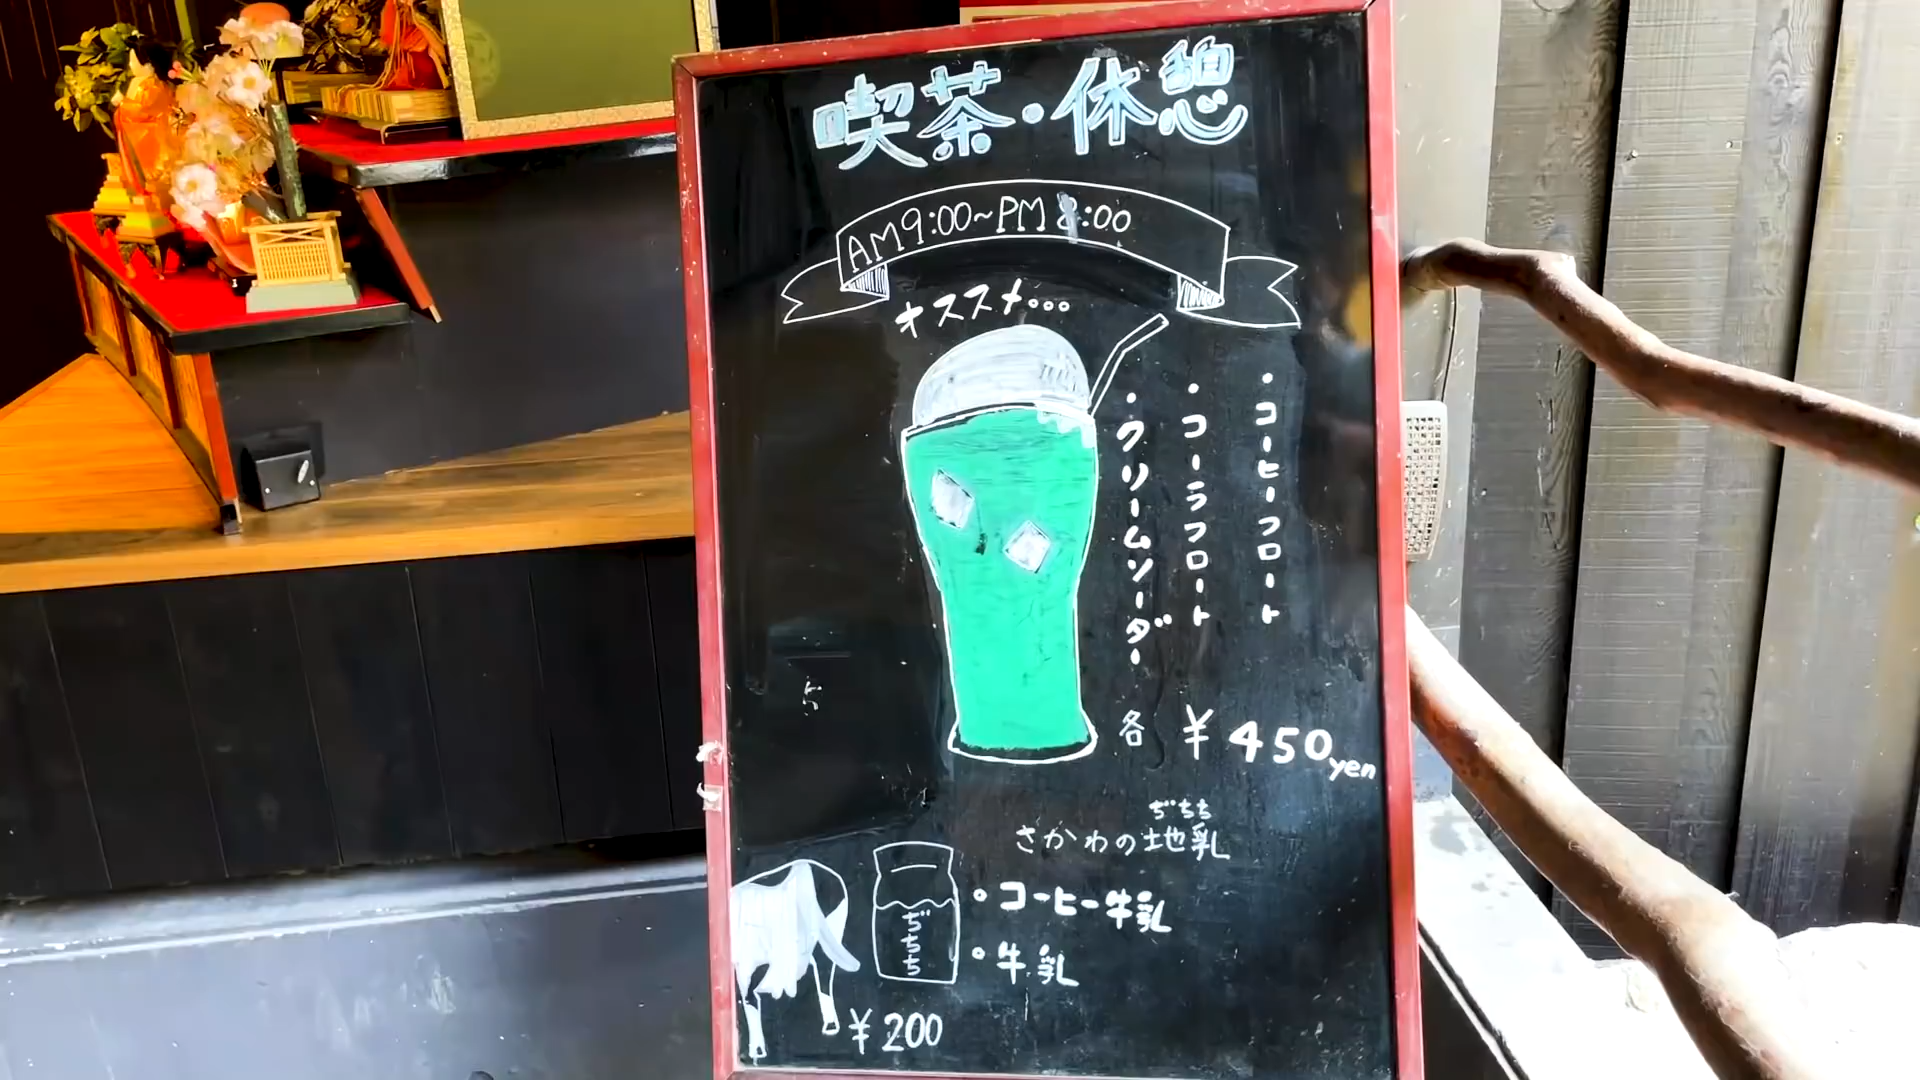 喫茶・休憩
AM9:00~PM 8:00
オススメ...
・コーヒーフロート
・コーラフロート
・クリームソーダー
各 ¥450yen
ぢちち
さかわの地乳
・コーヒー牛乳
・牛乳
ぢちち
¥200